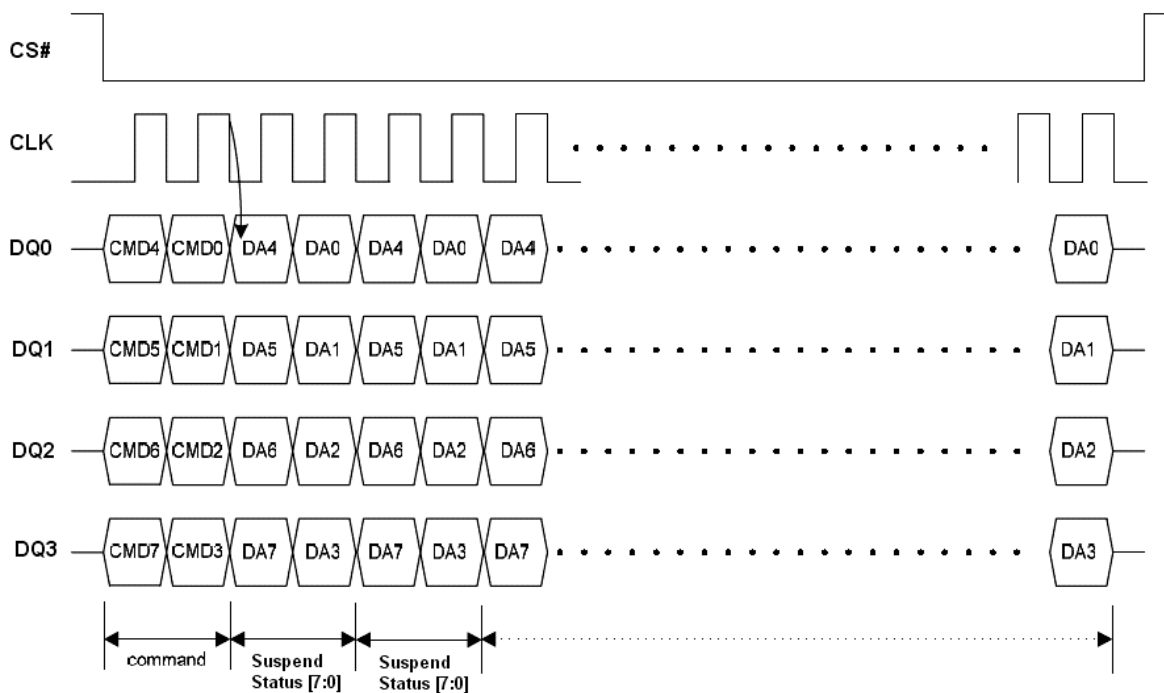 CS#
CLK
DQ0 CMD4 CMD0 DA4 DA0 DA4 DA0 DA4 DA0
DQ1 CMD5 CMD1 DA5 DA1 DA5 DA1 DA5 DA1
DQ2 CMD6 CMD2 DA6 DA2 DA6 DA2 DA6 DA2
DQ3 CMD7 CMD3 DA7 DA3 DA7 DA3 DA7 DA3
command
Suspend
Status [7:0]
Suspend
Status [7:0]